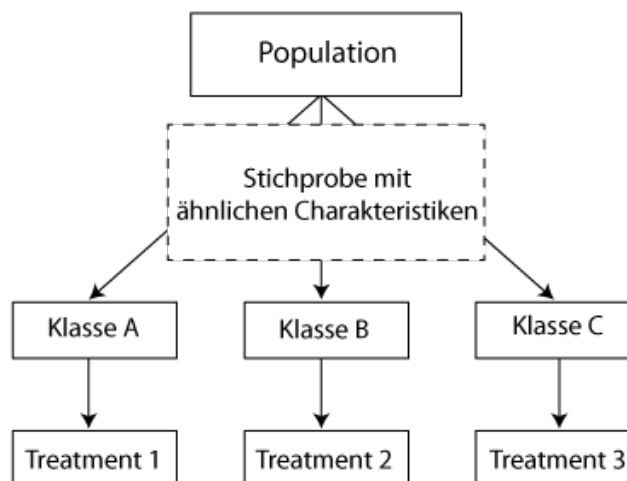 Population
Stichprobe mit
ähnlichen Charakteristiken
Klasse A
Klasse B
Klasse C
Treatment 1
Treatment 2
Treatment 3